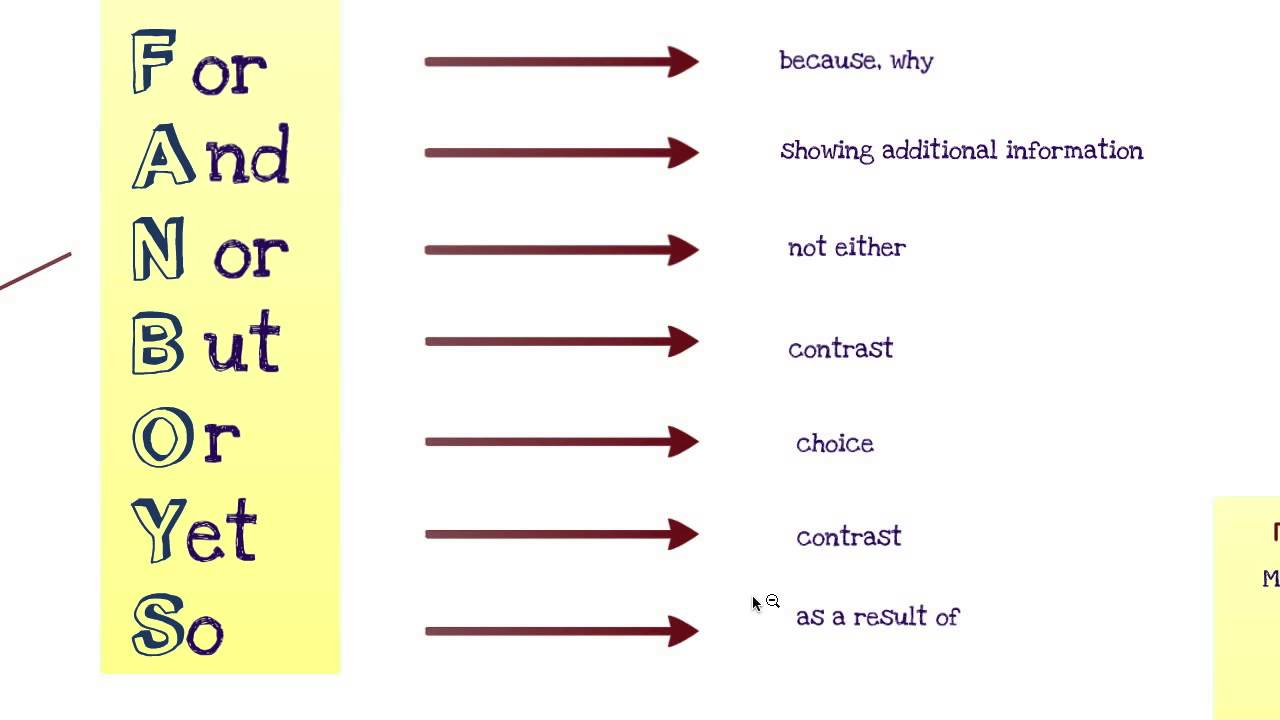 For because, why
And showing additional information
Nor not either
But contrast
Or choice
Yet contrast
So as a result of
M